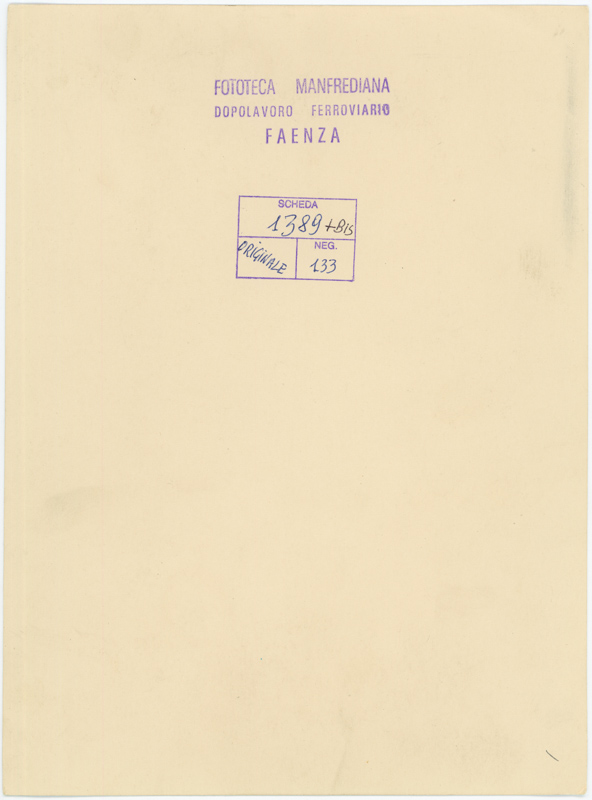 FOTOTECA MANFREDIANA
DOPOLAVORO FERROVIARIO
FAENZA
SCHEDA
1389 + Bis
ORIGINALE
NEG.
133